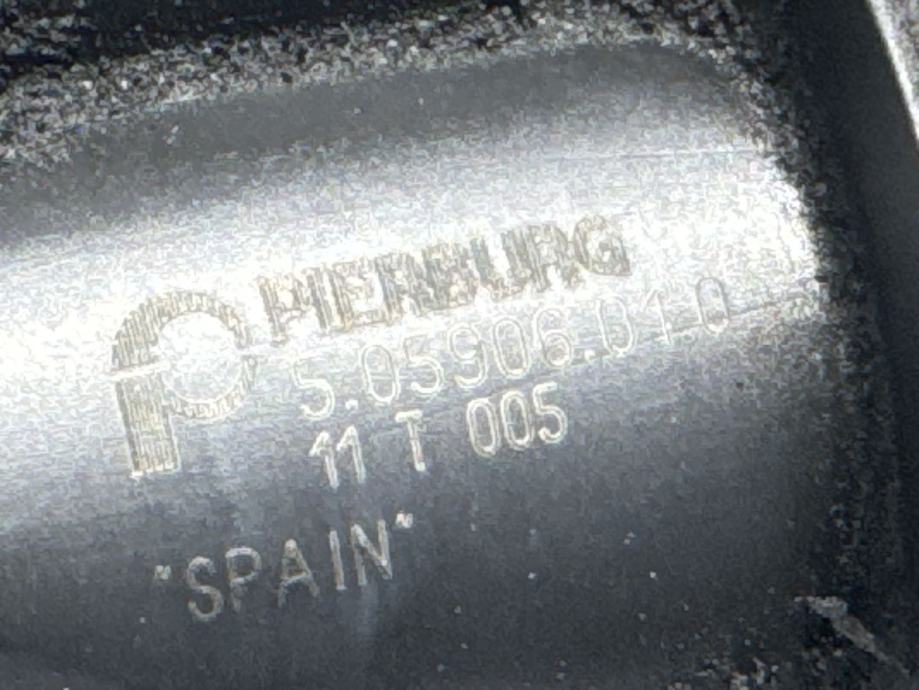 PIERBURG
5.05906.01.0
11 T 005
"SPAIN"